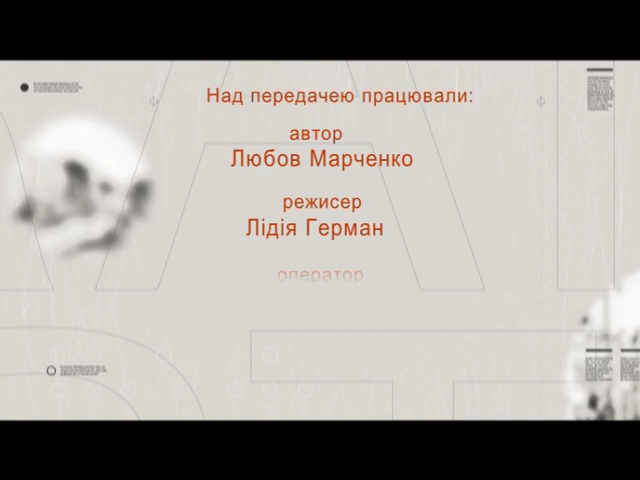 Над передачею працювали:
автор
Любов Марченко
режисер
Лідія Герман
оператор